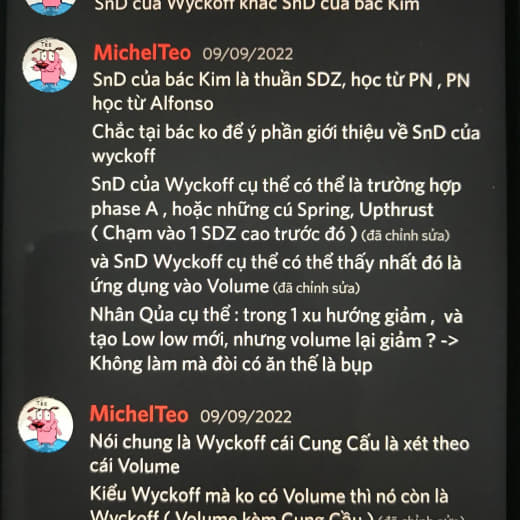 SnD của Wyckoff khác SnD của bác Kim
MichelTeo 09/09/2022
SnD của bác Kim là thuần SDZ, học từ PN , PN
học từ Alfonso
Chắc tại bác ko để ý phần giới thiệu về SnD của
wyckoff
SnD của Wyckoff cụ thể có thể là trường hợp
phase A , hoặc những cú Spring, Upthrust
( Chạm vào 1 SDZ cao trước đó ) (đã chỉnh sửa)
và SnD Wyckoff cụ thể có thể thấy nhất đó là
ứng dụng vào Volume (đã chỉnh sửa)
Nhân Qủa cụ thể : trong 1 xu hướng giảm , và
tạo Low low mới, nhưng volume lại giảm ? ->
Không làm mà đòi có ăn thế là bụp
MichelTeo 09/09/2022
Nói chung là Wyckoff cái Cung Cấu là xét theo
cái Volume
Kiểu Wyckoff mà ko có Volume thì nó còn là
Wyckoff ( Volume kèm Cung Cầu ) (đã chỉnh sửa)